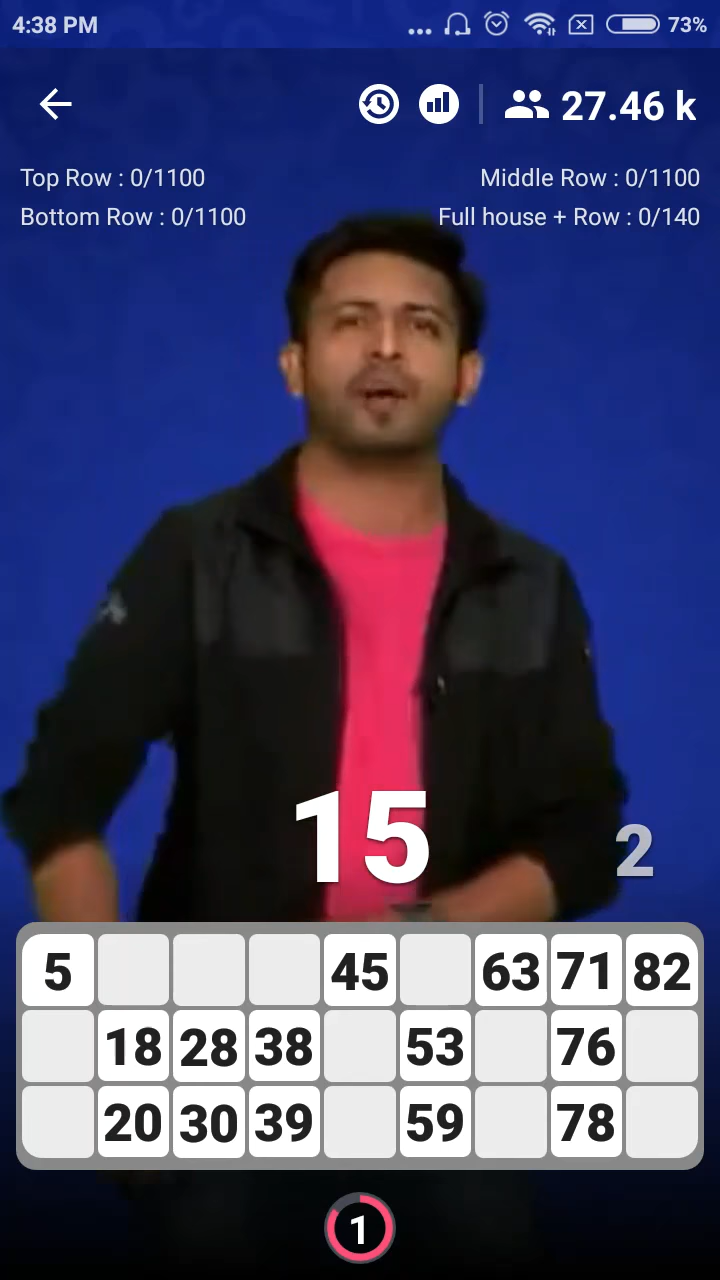 4:38 PM ... 73%
27.46 k
Top Row : 0/1100 Middle Row : 0/1100
Bottom Row : 0/1100 Full house + Row : 0/140
15 2
5 45 63 71 82
18 28 38 53 76
20 30 39 59 78
1